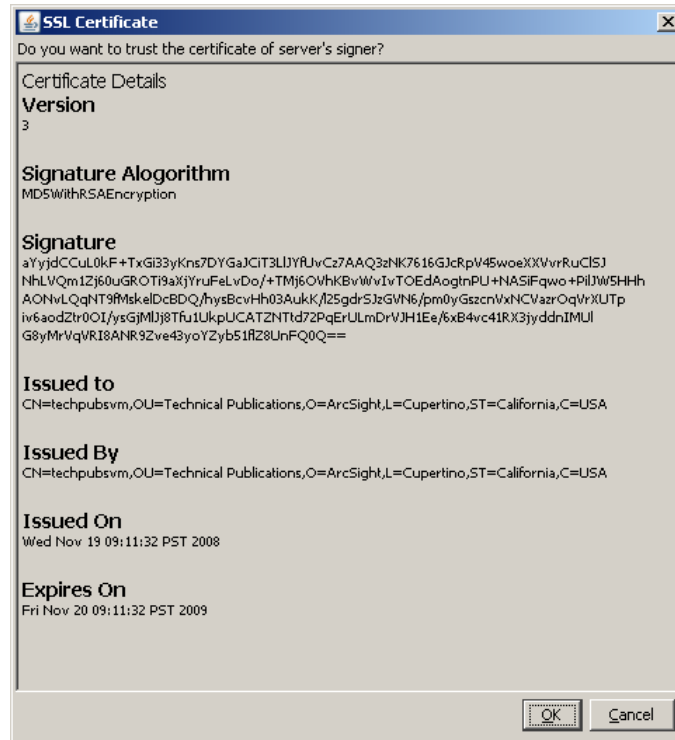 SSL Certificate
Do you want to trust the certificate of server's signer?
Certificate Details
Version
3
Signature Alogorithm
MD5WithRSAEncryption
Signature
aYyjdCCuL0kF+TxGi33yKns7DYGaJCiT3LlJYfUvCz7AAQ3zNK7616GJcRpV45woeXXVvrRuClSJ
NhLVQm1Zj60uGROTi9aXjYruFeLvDo/+TMj6OVhKBvWvIvTOEdAogtnPU+NASiFqwo+PilJW5HHh
AONvLQqNT9fMskelDcBDQ/hysBcvHh03AukK/l25gdrSJzGVN6/pm0yGszcnVxNCVazrOqVrXUTp
iv6aodZtr0OI/ysGjMlJj8Tfu1UkpUCATZNTtd72PqErULmDrVJH1Ee/6xB4vc41RX3jyddnIMUl
G8yMrVqVRI8ANR9Zve43yoYZyb51flZ8UnFQ0Q==
Issued to
CN=techpubsvm,OU=Technical Publications,O=ArcSight,L=Cupertino,ST=California,C=USA
Issued By
CN=techpubsvm,OU=Technical Publications,O=ArcSight,L=Cupertino,ST=California,C=USA
Issued On
Wed Nov 19 09:11:32 PST 2008
Expires On
Fri Nov 20 09:11:32 PST 2009
OK Cancel